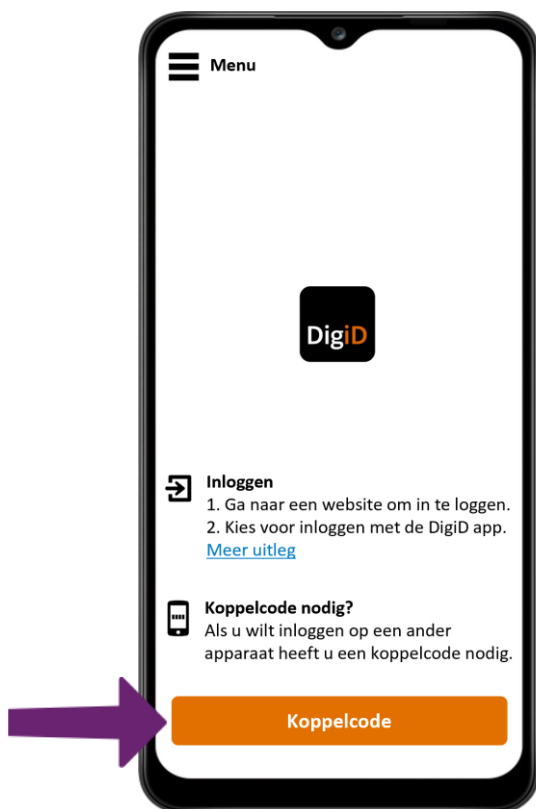 Menu
DigiD
Inloggen
1. Ga naar een website om in te loggen.
2. Kies voor inloggen met de DigiD app.
Meer uitleg
Koppelcode nodig?
Als u wilt inloggen op een ander
apparaat heeft u een koppelcode nodig.
Koppelcode